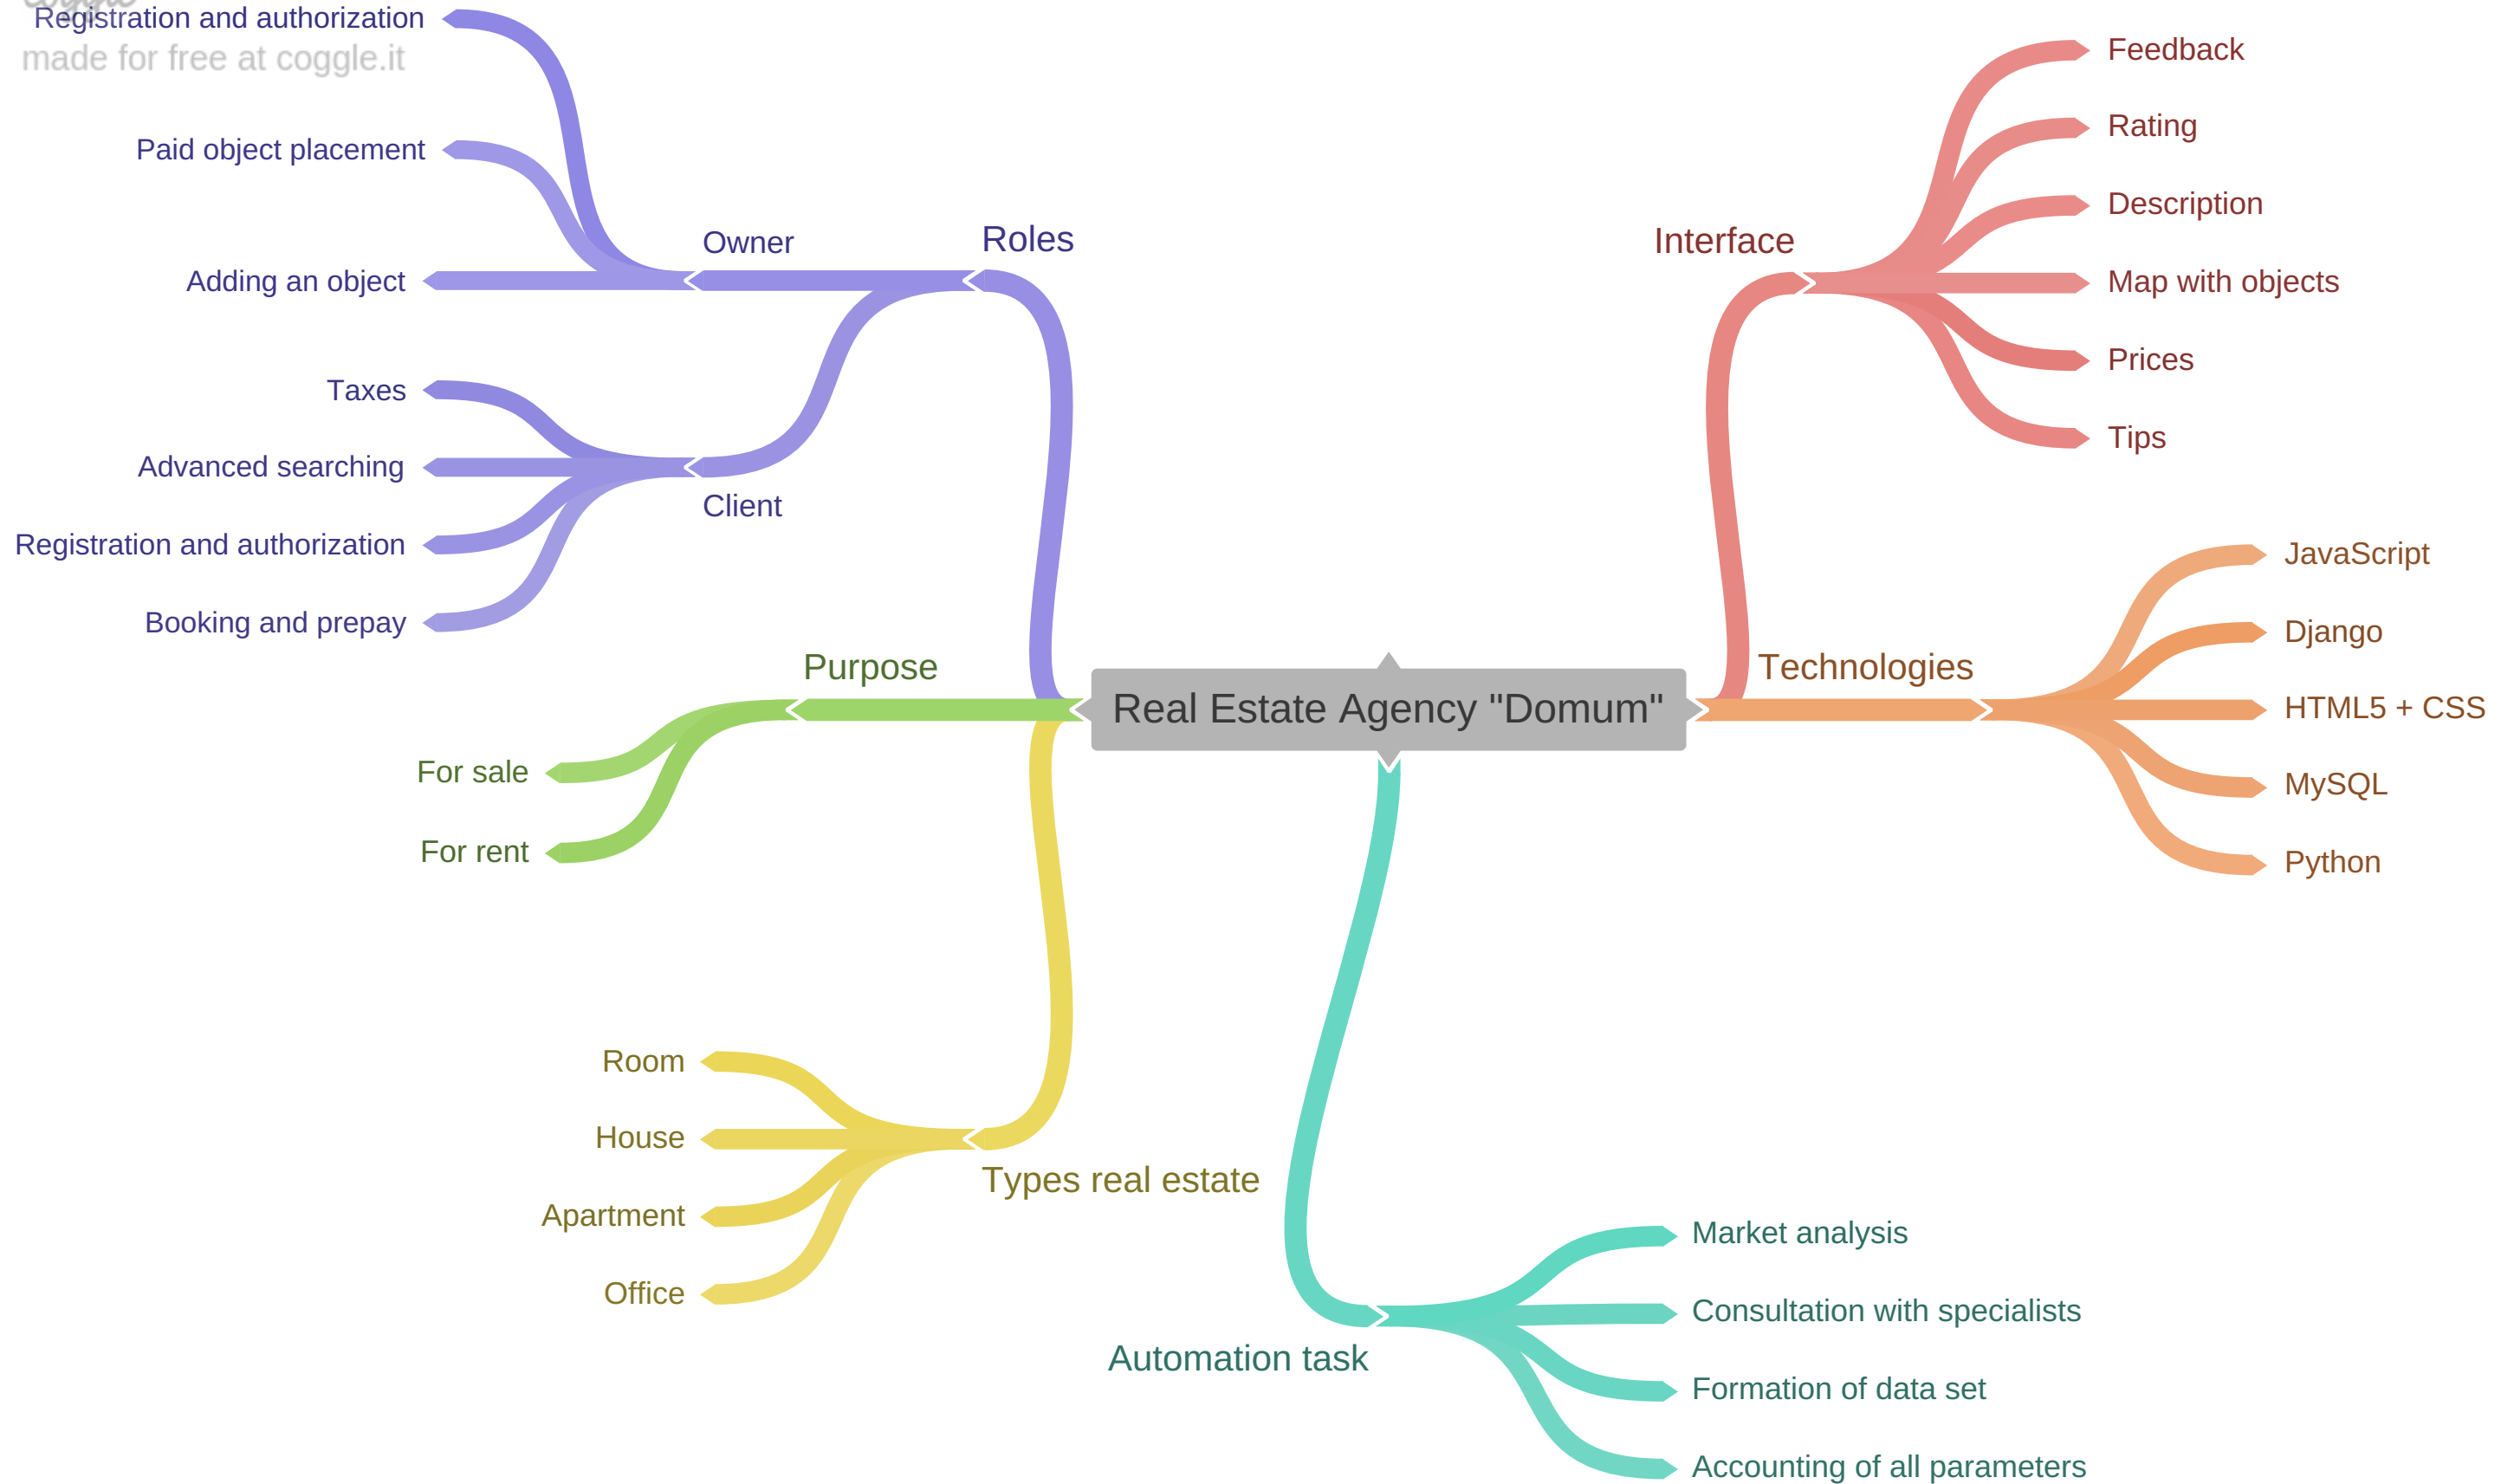 coggle
made for free at coggle.it
Registration and authorization
Paid object placement
Adding an object
Owner
Roles
Taxes
Advanced searching
Registration and authorization
Booking and prepay
Client
Purpose
For sale
For rent
Room
House
Apartment
Office
Types real estate
Real Estate Agency "Domum"
Interface
Feedback
Rating
Description
Map with objects
Prices
Tips
Technologies
JavaScript
Django
HTML5 + CSS
MySQL
Python
Automation task
Market analysis
Consultation with specialists
Formation of data set
Accounting of all parameters